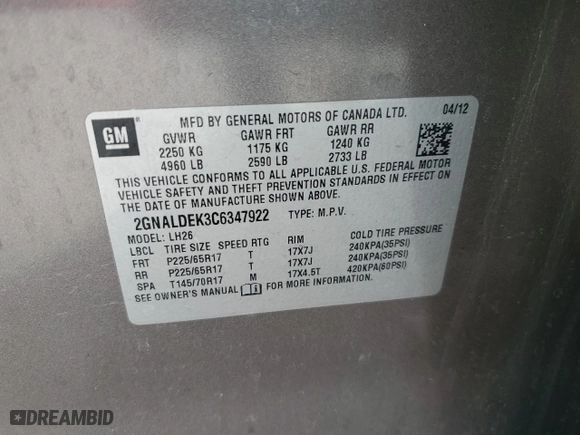 GM
MFD BY GENERAL MOTORS OF CANADA LTD. 04/12
GVWR GAWR FRT GAWR RR
2250 KG 1175 KG 1240 KG
4960 LB 2590 LB 2733 LB
THIS VEHICLE CONFORMS TO ALL APPLICABLE U.S. FEDERAL MOTOR
VEHICLE SAFETY AND THEFT PREVENTION STANDARDS IN EFFECT ON
THE DATE OF MANUFACTURE SHOWN ABOVE.
2GNALDEK3C6347922 TYPE: M.P.V.
MODEL: LH26
LBCL TIRE SIZE SPEED RTG RIM COLD TIRE PRESSURE
FRT P225/65R17 T 17X7J 240KPA(35PSI)
RR P225/65R17 T 17X7J 240KPA(35PSI)
SPA T145/70R17 M 17X4.5T 420KPA(60PSI)
SEE OWNER'S MANUAL FOR MORE INFORMATION.
DREAMBID